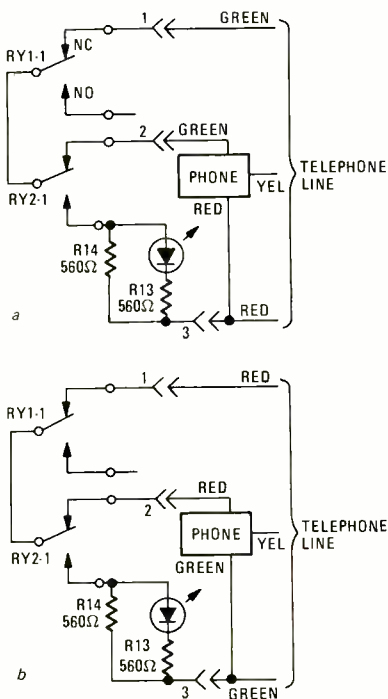 1
GREEN
RY1-1
NC
NO
2
GREEN
PHONE
YEL
TELEPHONE
LINE
RY2-1
RED
R14
560Ω
R13
560Ω
3
RED
a
1
RED
RY1-1
2
RED
PHONE
YEL
TELEPHONE
LINE
RY2-1
GREEN
R14
560Ω
R13
560Ω
3
GREEN
b